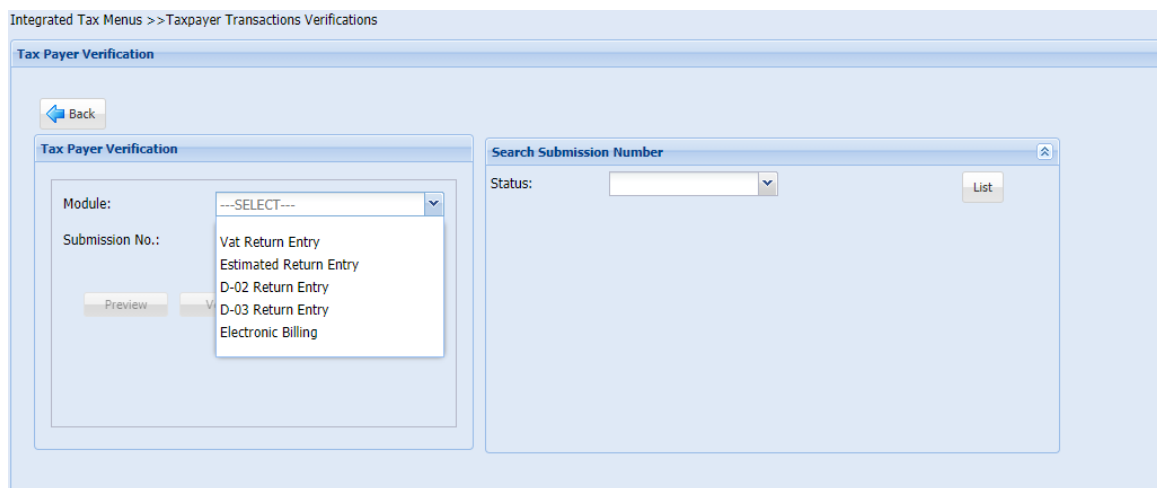 Integrated Tax Menus >>Taxpayer Transactions Verifications
Tax Payer Verification
Back
Tax Payer Verification
Module:
---SELECT---
Submission No.:
Vat Return Entry
Estimated Return Entry
D-02 Return Entry
D-03 Return Entry
Electronic Billing
Preview
Search Submission Number
Status:
List